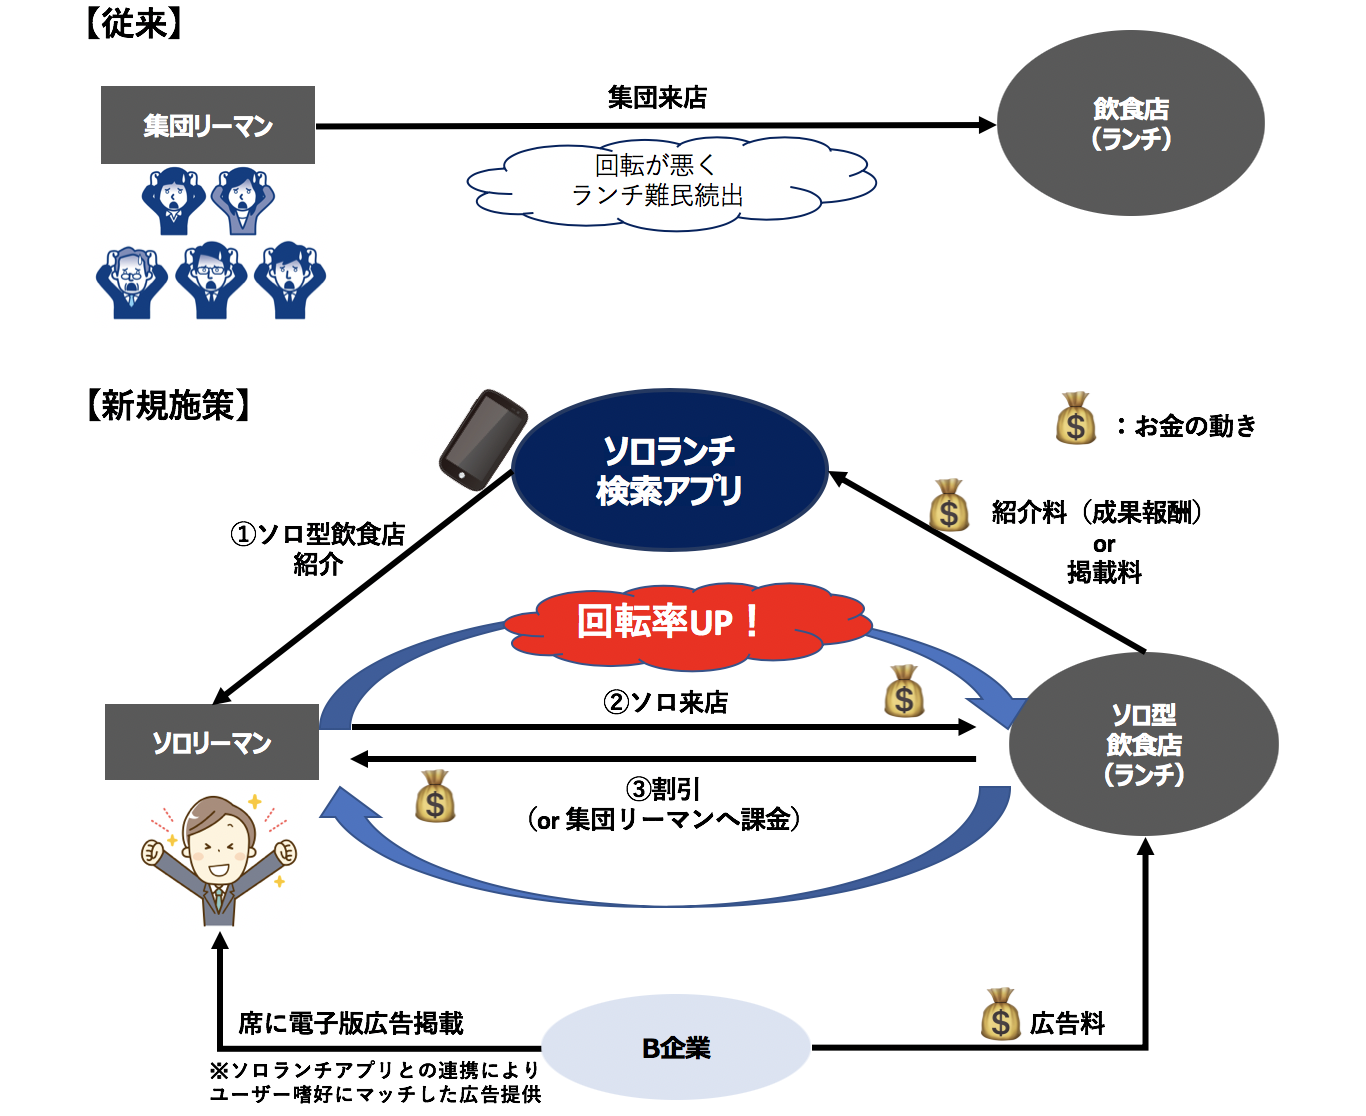 【従来】
集団リーマン
集団来店
飲食店
（ランチ）
回転が悪く
ランチ難民続出
【新規施策】
ソロランチ
検索アプリ
$
：お金の動き
$
紹介料（成果報酬）
or
掲載料
①ソロ型飲食店
紹介
回転率UP！
$
②ソロ来店
ソロリーマン
ソロ型
飲食店
（ランチ）
$
③割引
（or 集団リーマンへ課金）
席に電子版広告掲載
※ソロランチアプリとの連携により
ユーザー嗜好にマッチした広告提供
B企業
$
広告料